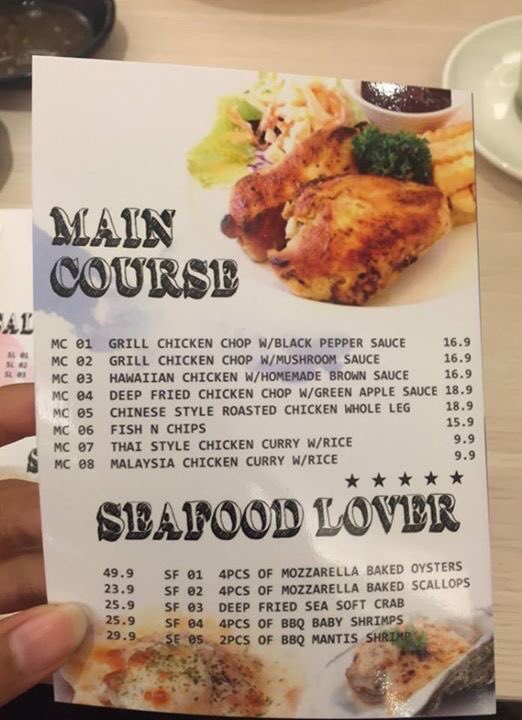 MAIN
COURSE
MC 01 GRILL CHICKEN CHOP W/BLACK PEPPER SAUCE 16.9
MC 02 GRILL CHICKEN CHOP W/MUSHROOM SAUCE 16.9
MC 03 HAWAIIAN CHICKEN W/HOMEMADE BROWN SAUCE 16.9
MC 04 DEEP FRIED CHICKEN CHOP W/GREEN APPLE SAUCE 18.9
MC 05 CHINESE STYLE ROASTED CHICKEN WHOLE LEG 18.9
MC 06 FISH N CHIPS 15.9
MC 07 THAI STYLE CHICKEN CURRY W/RICE 9.9
MC 08 MALAYSIA CHICKEN CURRY W/RICE 9.9
SEAFOOD LOVER
49.9 SF 01 4PCS OF MOZZARELLA BAKED OYSTERS
23.9 SF 02 4PCS OF MOZZARELLA BAKED SCALLOPS
25.9 SF 03 DEEP FRIED SEA SOFT CRAB
25.9 SF 04 4PCS OF BBQ BABY SHRIMPS
29.9 SF 05 2PCS OF BBQ MANTIS SHRIMP
SL 01
SL 02
SL 03